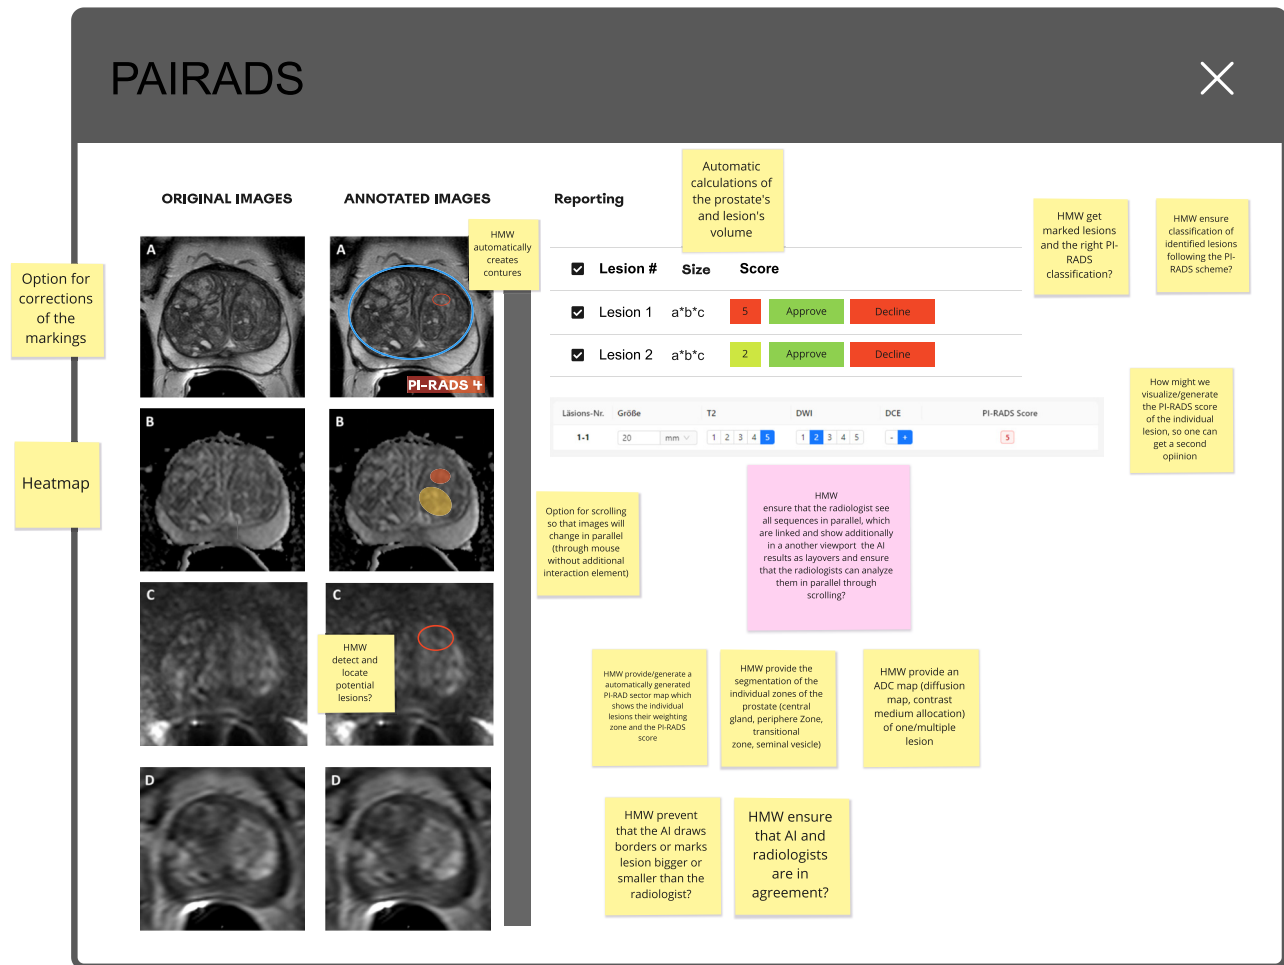 PAIRADS
ORIGINAL IMAGES
ANNOTATED IMAGES
Reporting
Automatic
calculations of
the prostate's
and lesion's
volume
HMW get
marked lesions
and the right PI-
RADS
classification?
HMW ensure
classification of
identified lesions
following the PI-
RADS scheme?
HMW
automatically
creates
contures
Option for
corrections
of the
markings
A
A
PI-RADS 4
Lesion #
Size
Score
Lesion 1
a*b*c
5
Approve
Decline
Lesion 2
a*b*c
2
Approve
Decline
How might we
visualize/generate
the PI-RADS score
of the individual
lesion, so one can
get a second
opiinion
Läsions-Nr.
Größe
T2
DWI
DCE
PI-RADS Score
1-1
20
mm
1 2 3 4 5
1 2 3 4 5
- +
5
B
B
Heatmap
Option for scrolling
so that images will
change in parallel
(through mouse
without additional
interaction element)
HMW
ensure that the radiologist see
all sequences in parallel, which
are linked and show additionally
in a another viewport the AI
results as layovers and ensure
that the radiologists can analyze
them in parallel through
scrolling?
C
C
HMW
detect and
locate
potential
lesions?
HMW provide/generate a
automatically generated
PI-RAD sector map which
shows the individual
lesions their weighting
zone and the PI-RADS
score
HMW provide the
segmentation of the
individual zones of the
prostate (central
gland, periphere Zone,
transitional
zone, seminal vesicle)
HMW provide an
ADC map (diffusion
map, contrast
medium allocation)
of one/multiple
lesion
D
D
HMW prevent
that the AI draws
borders or marks
lesion bigger or
smaller than the
radiologist?
HMW ensure
that AI and
radiologists
are in
agreement?